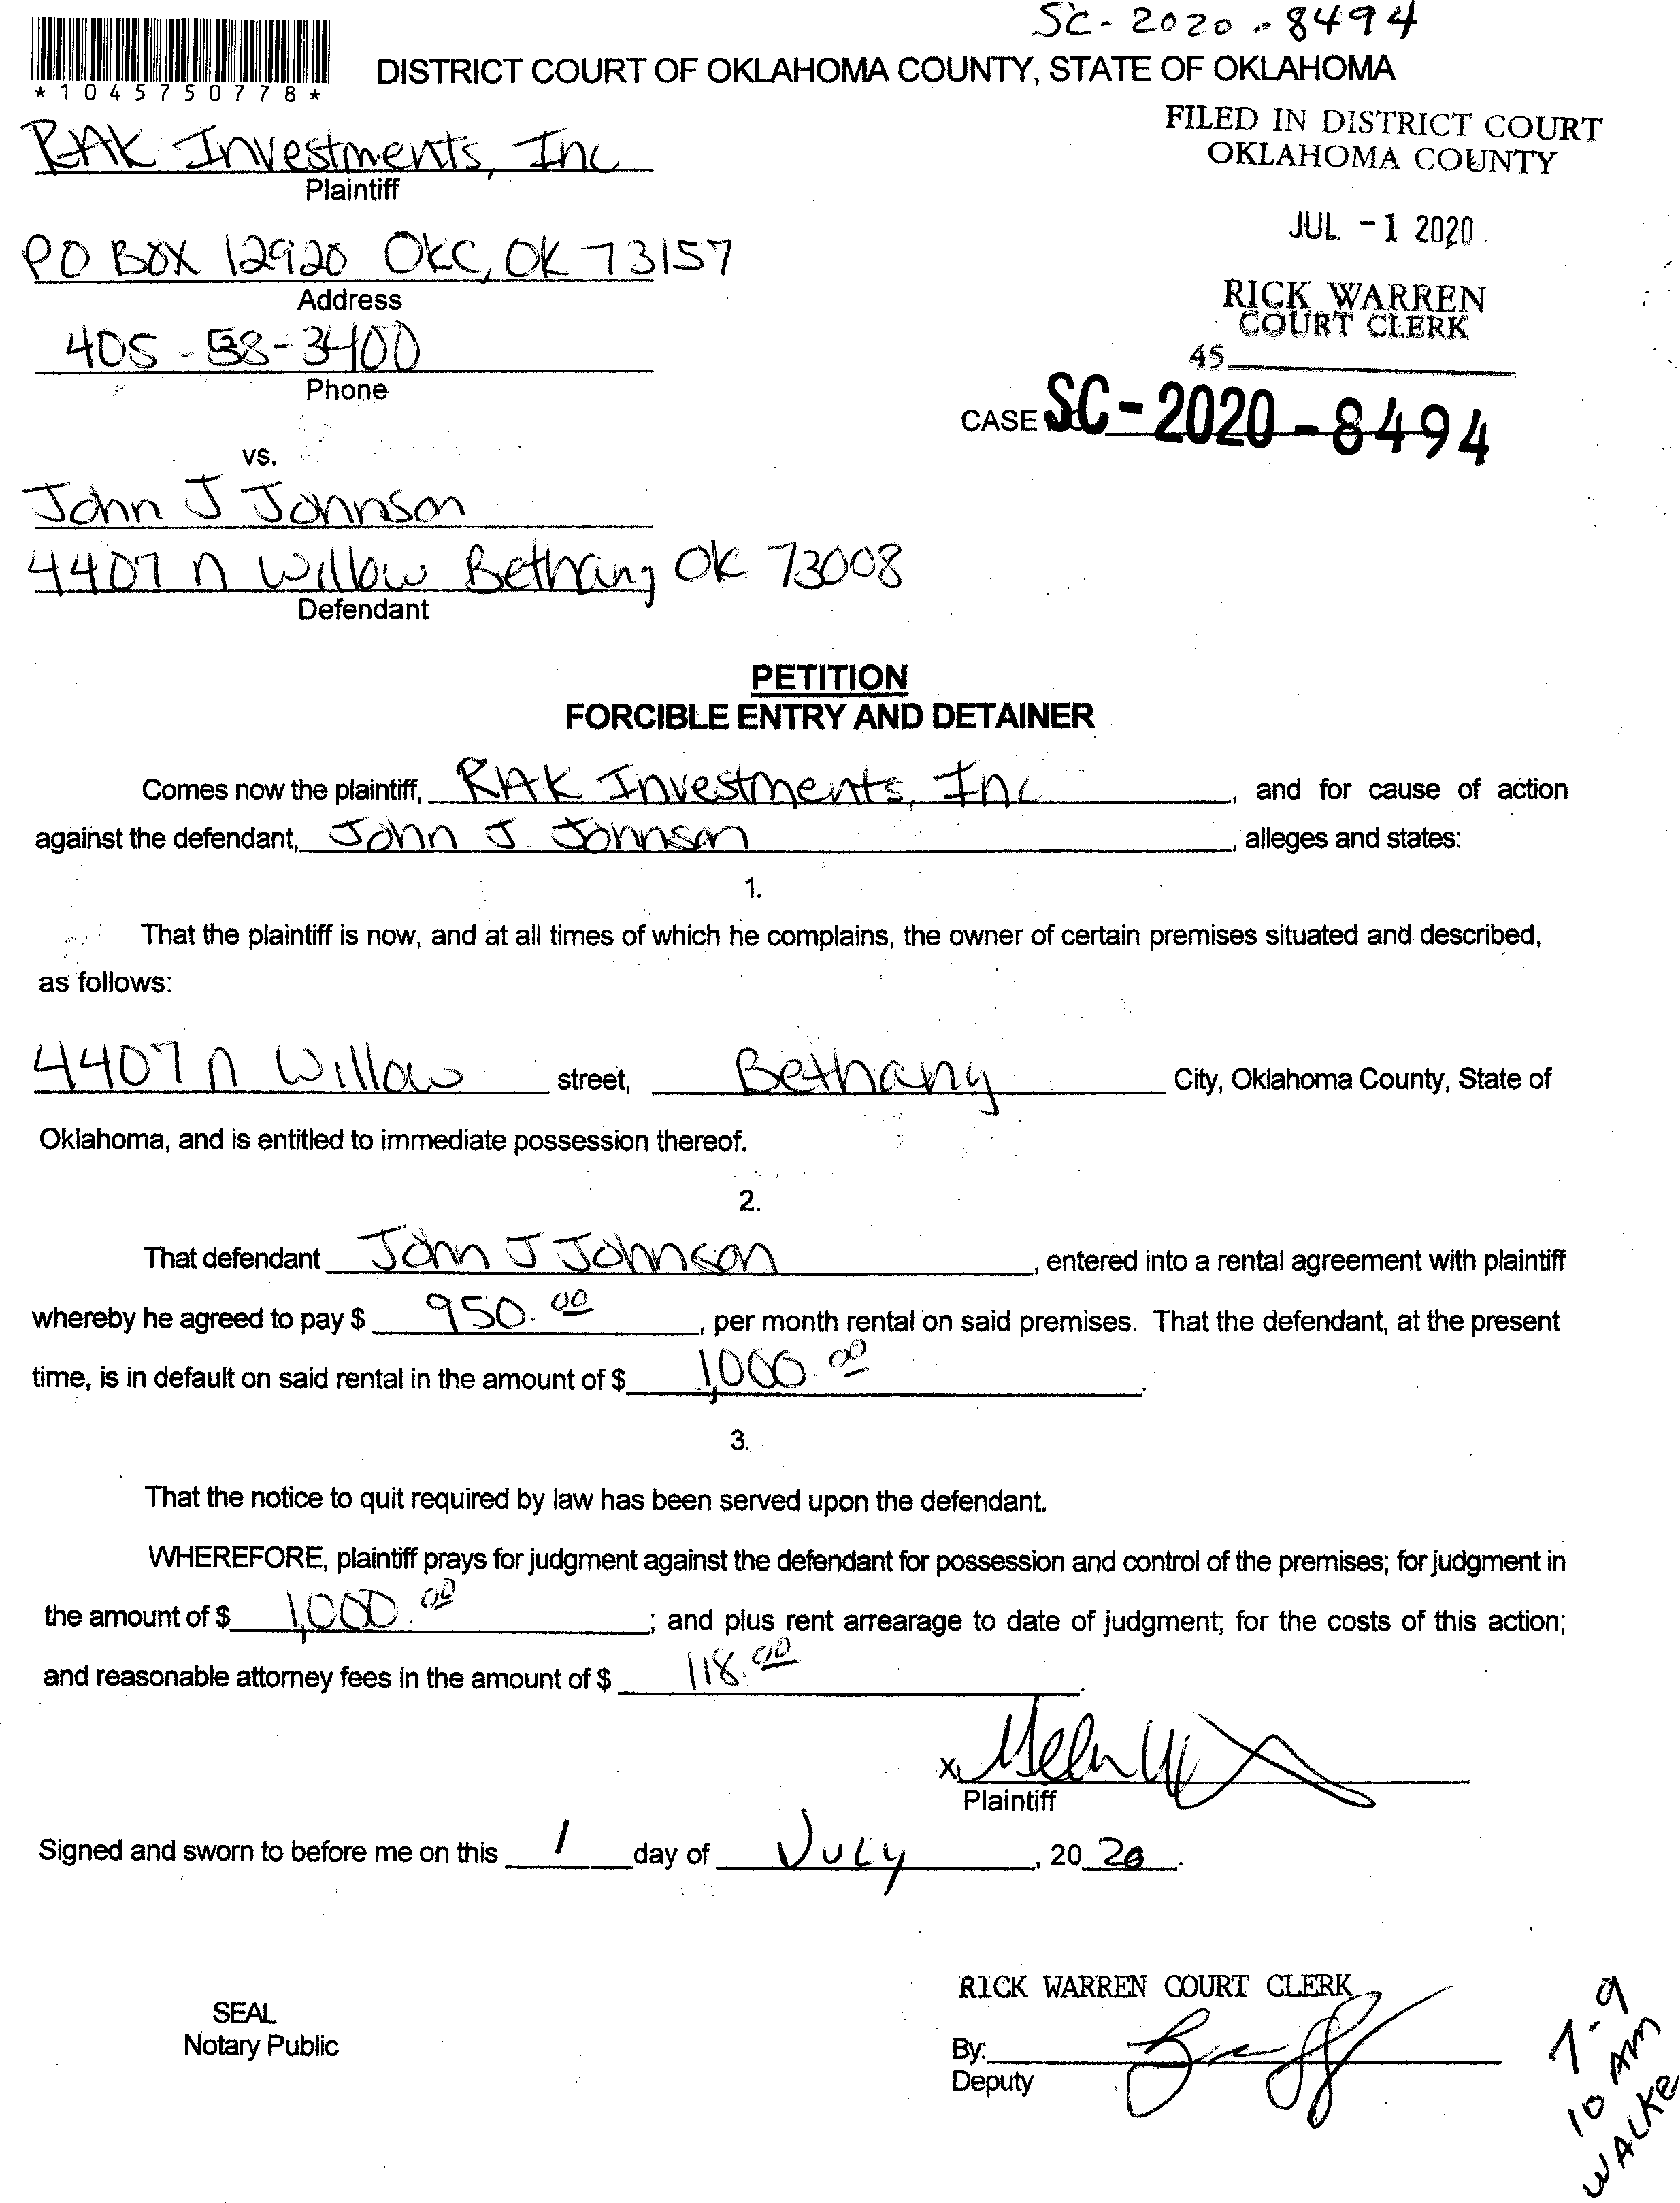 SC-2020-8494
*1045750778*
DISTRICT COURT OF OKLAHOMA COUNTY, STATE OF OKLAHOMA
FILED IN DISTRICT COURT
OKLAHOMA COUNTY
RAK Investments, Inc
Plaintiff
JUL -1 2020
PO BOX 12920 OKC, OK 73157
Address
RICK WARREN
COURT CLERK
405 - 58-3400
Phone
45
CASE SC-2020-8494
vs.
John J Johnson
4407 N Willow Bethany OK 73008
Defendant
PETITION
FORCIBLE ENTRY AND DETAINER
Comes now the plaintiff, RAK Investments, Inc, and for cause of action
against the defendant, John J. Johnson, alleges and states:
1.
That the plaintiff is now, and at all times of which he complains, the owner of certain premises situated and described,
as follows:
4407 N Willow street, Bethany City, Oklahoma County, State of
Oklahoma, and is entitled to immediate possession thereof.
2.
That defendant John J Johnson, entered into a rental agreement with plaintiff
whereby he agreed to pay $ 950.00, per month rental on said premises. That the defendant, at the present
time, is in default on said rental in the amount of $ 1,000.00.
3.
That the notice to quit required by law has been served upon the defendant.
WHEREFORE, plaintiff prays for judgment against the defendant for possession and control of the premises; for judgment in
the amount of $ 1,000.00; and plus rent arrearage to date of judgment; for the costs of this action;
and reasonable attorney fees in the amount of $ 118.00.
X
Plaintiff
Signed and sworn to before me on this 1 day of JULY, 20 20.
RICK WARREN COURT CLERK
SEAL
Notary Public
By:
Deputy
7-9
10 AM
WALKE